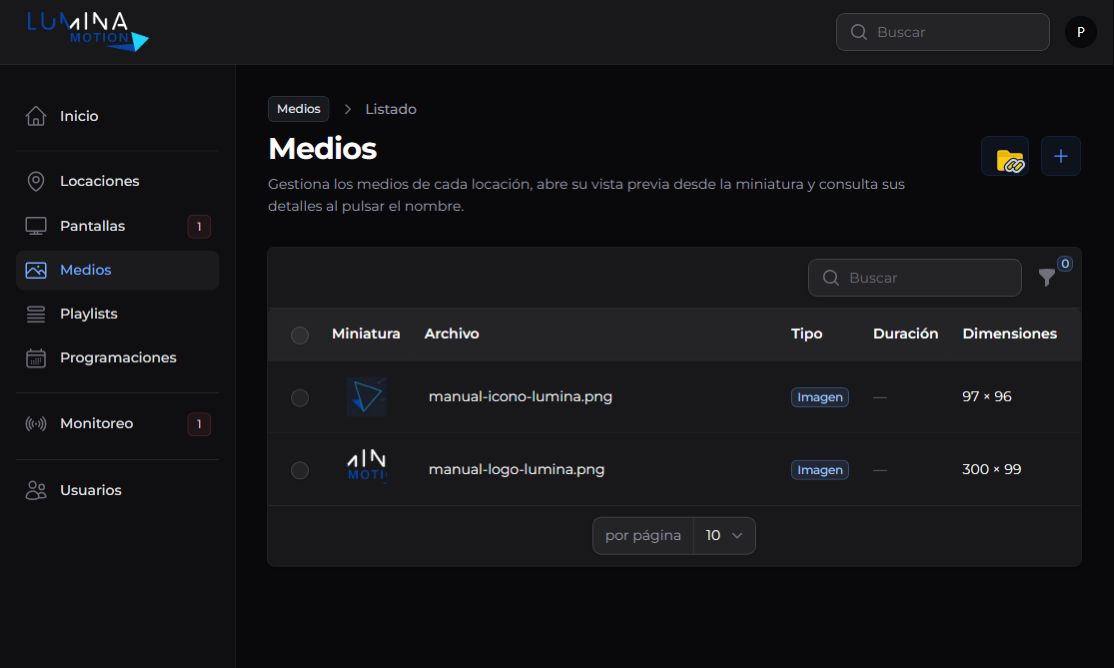 LUMINA
MOTION
Buscar
P
Inicio
Locaciones
Pantallas 1
Medios
Playlists
Programaciones
Monitoreo 1
Usuarios
Medios > Listado
Medios
Gestiona los medios de cada locación, abre su vista previa desde la miniatura y consulta sus
detalles al pulsar el nombre.
Buscar
0
Miniatura Archivo Tipo Duración Dimensiones
manual-icono-lumina.png Imagen — 97 × 96
MIN
MOTI
manual-logo-lumina.png Imagen — 300 × 99
por página 10